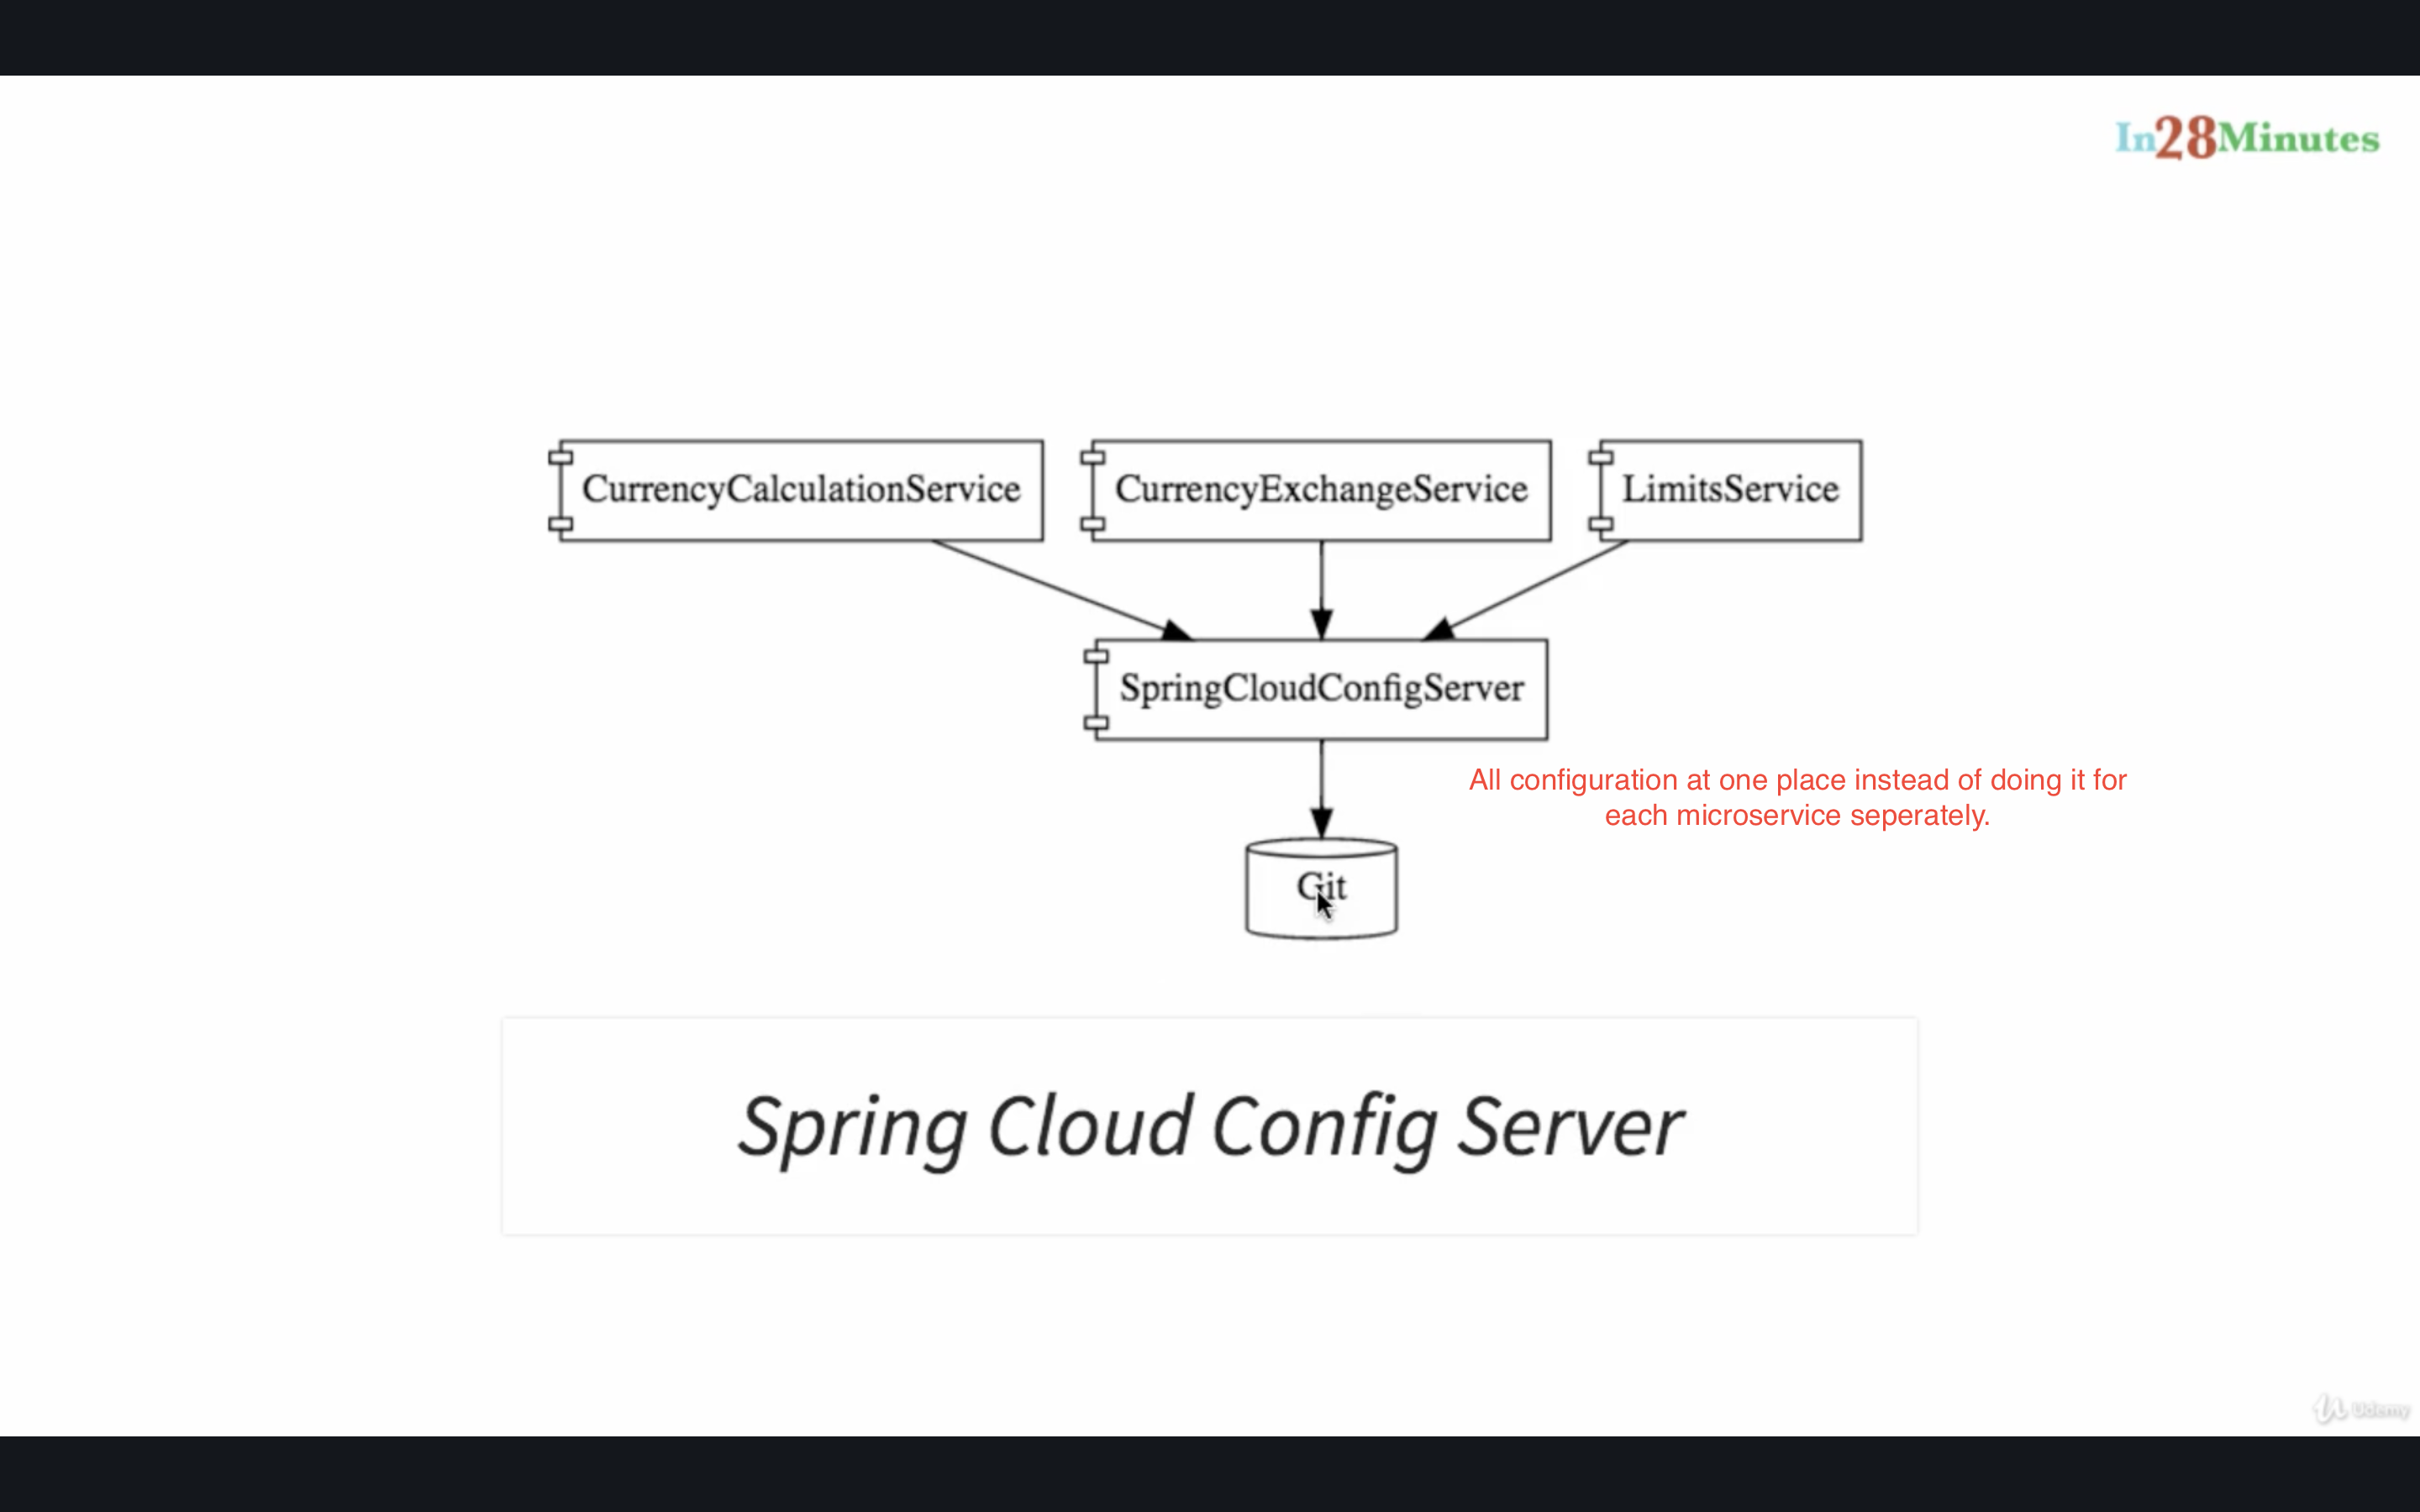 In28Minutes
CurrencyCalculationService
CurrencyExchangeService
LimitsService
SpringCloudConfigServer
All configuration at one place instead of doing it for
each microservice seperately.
Git
Spring Cloud Config Server
Udemy